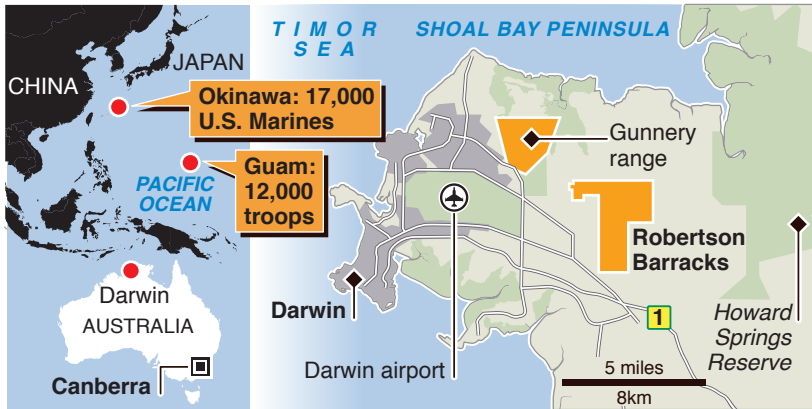 CHINA
JAPAN
Okinawa: 17,000
U.S. Marines
Guam:
12,000
troops
PACIFIC
OCEAN
Darwin
AUSTRALIA
Canberra
TIMOR
SEA
SHOAL BAY PENINSULA
Gunnery
range
Robertson
Barracks
Darwin
Darwin airport
1
Howard
Springs
Reserve
5 miles
8km